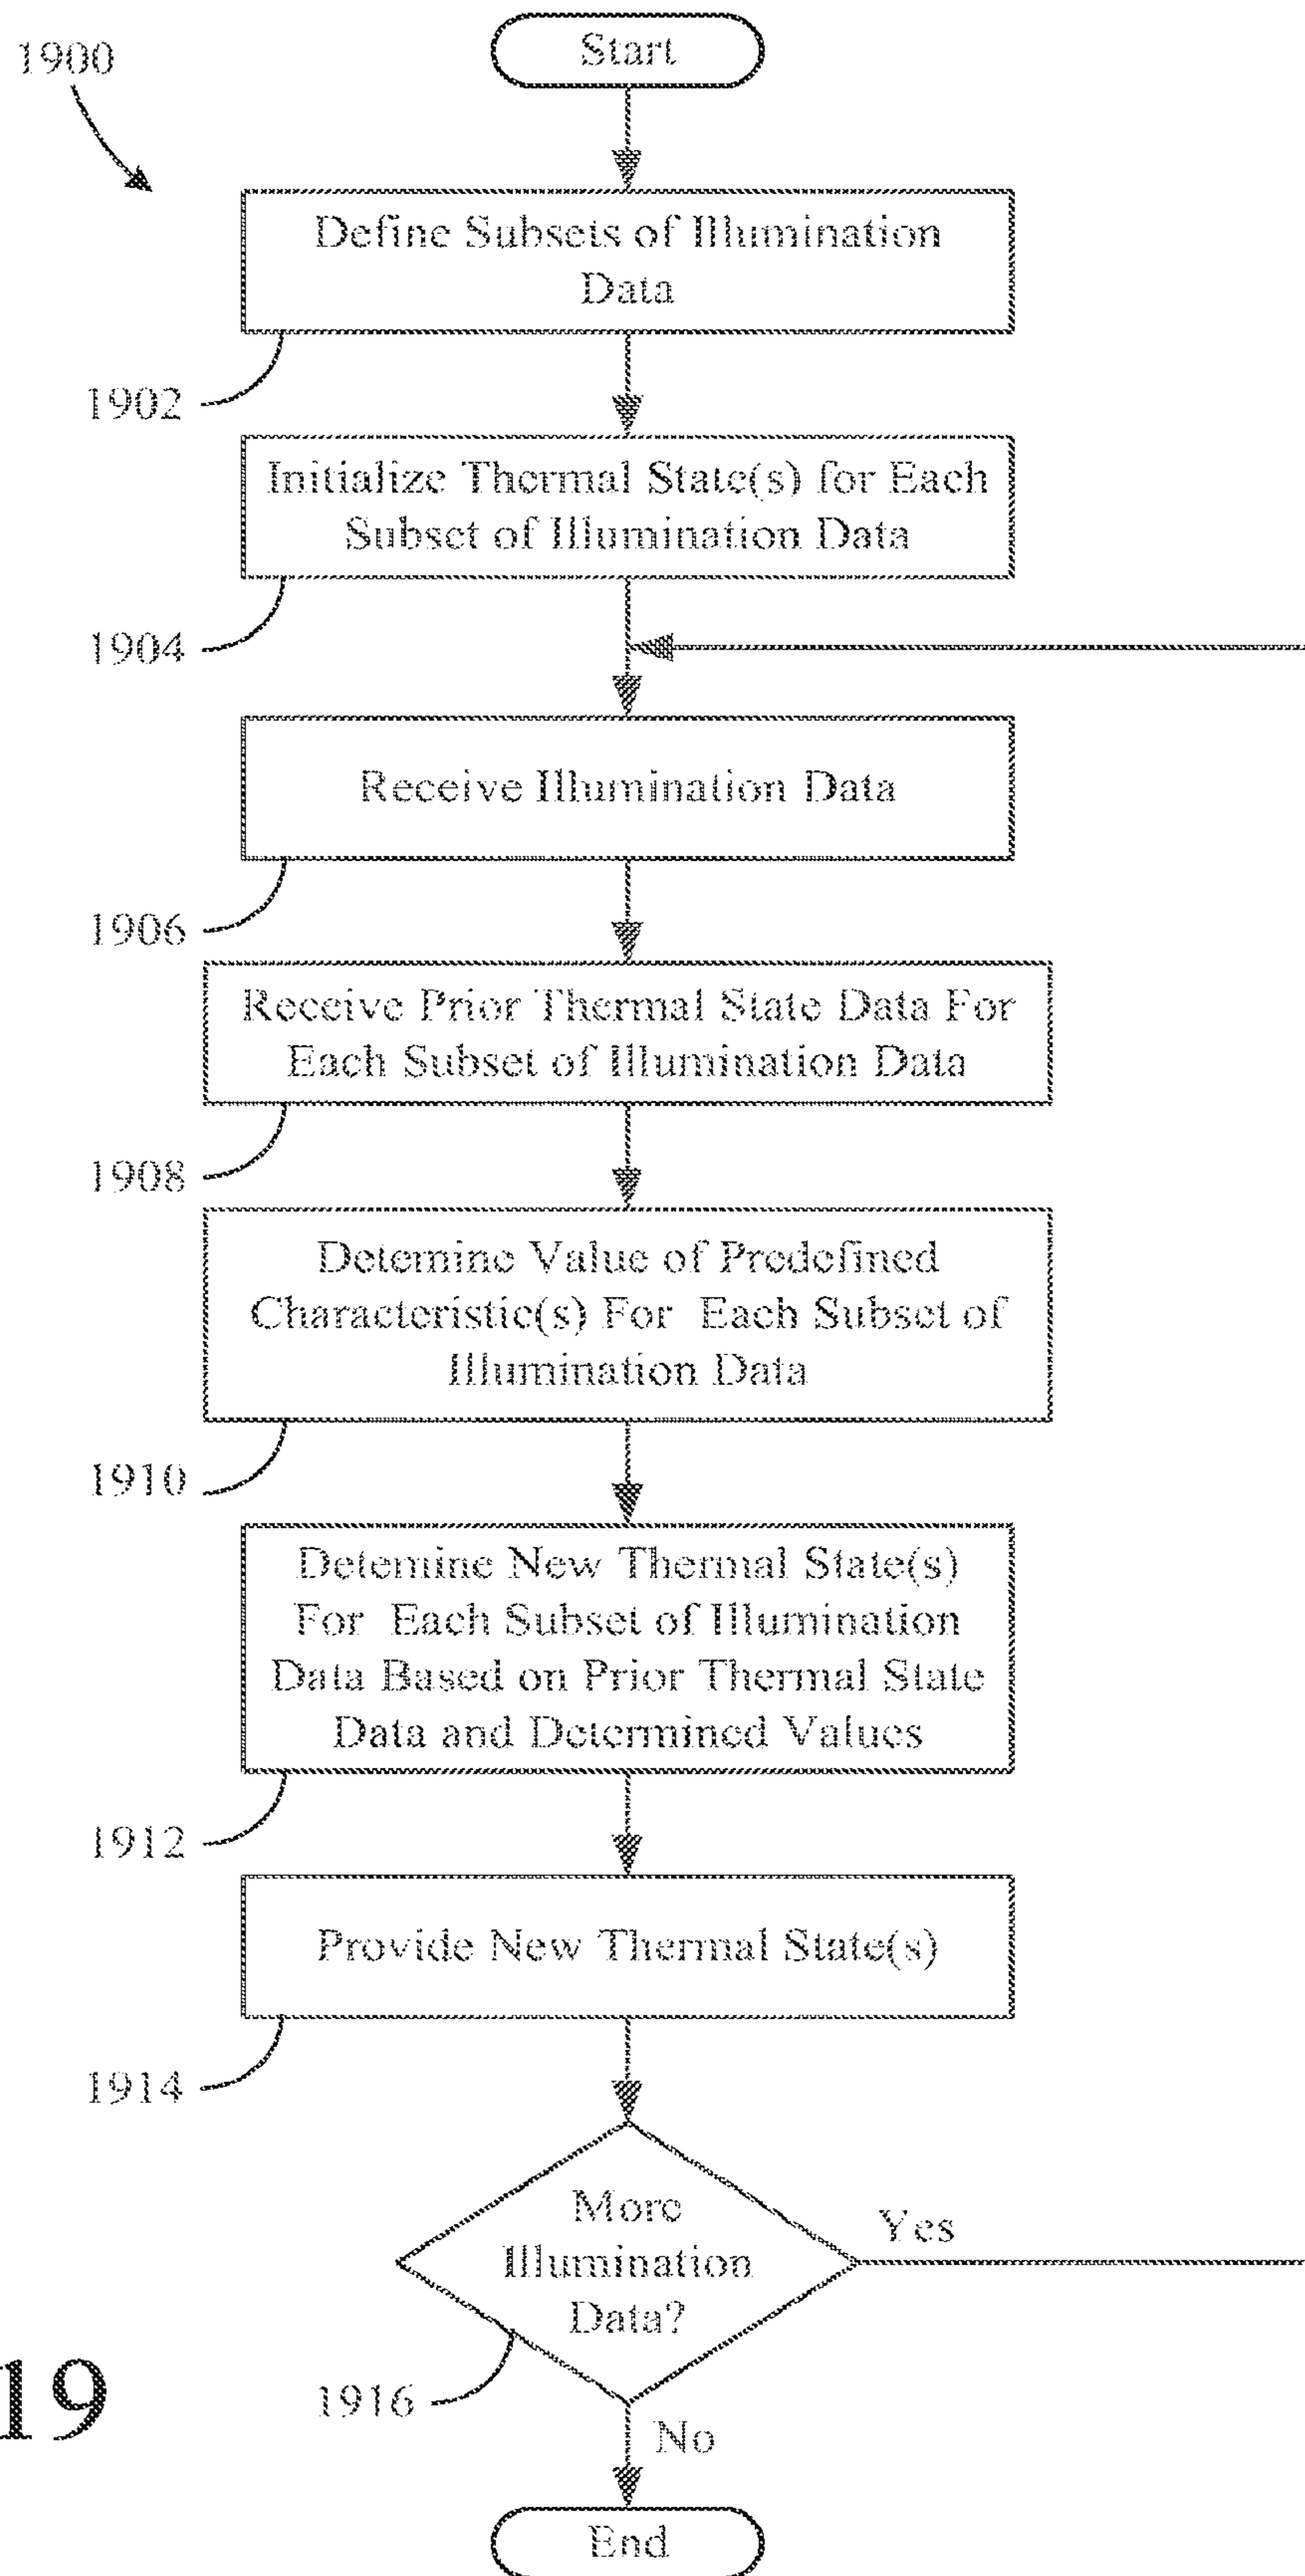 1900
Start
Define Subsets of Illumination
Data
1902
Initialize Thermal State(s) for Each
Subset of Illumination Data
1904
Receive Illumination Data
1906
Receive Prior Thermal State Data For
Each Subset of Illumination Data
1908
Detemine Value of Predefined
Characteristic(s) For Each Subset of
Illumination Data
1910
Detemine New Thermal State(s)
For Each Subset of Illumination
Data Based on Prior Thermal State
Data and Determined Values
1912
Provide New Thermal State(s)
1914
More
Illumination
Data?
Yes
1916
No
19
End